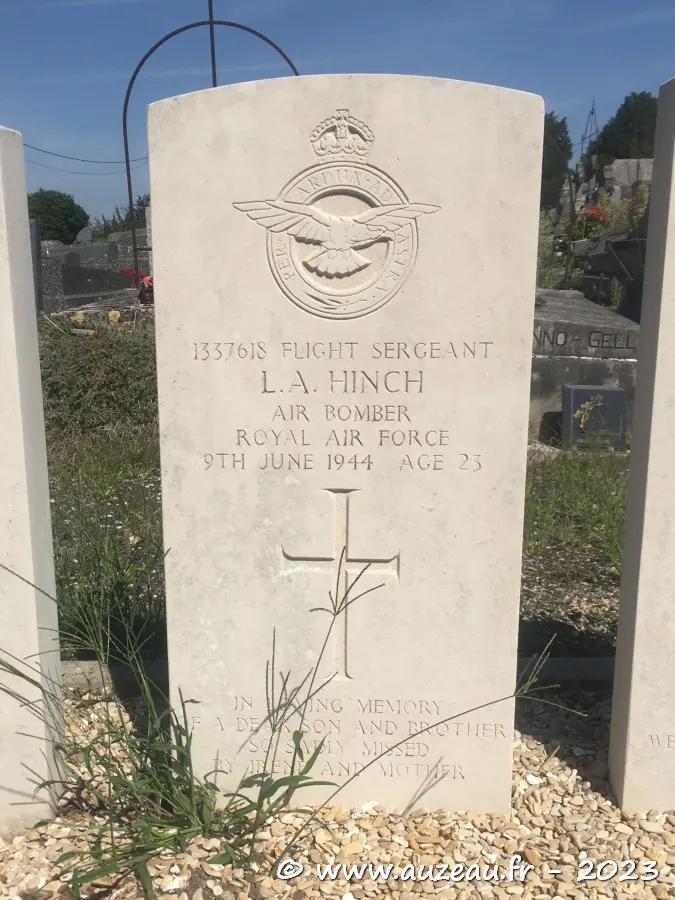 PER ARDUA AD ASTRA
1337618 FLIGHT SERGEANT
L.A. HINCH
AIR BOMBER
ROYAL AIR FORCE
9TH JUNE 1944 AGE 23
IN LOVING MEMORY
OF A DEAR SON AND BROTHER
SO SADLY MISSED
BY IRENE AND MOTHER
NNO-GELL
WE
© www.auzeau.fr - 2023